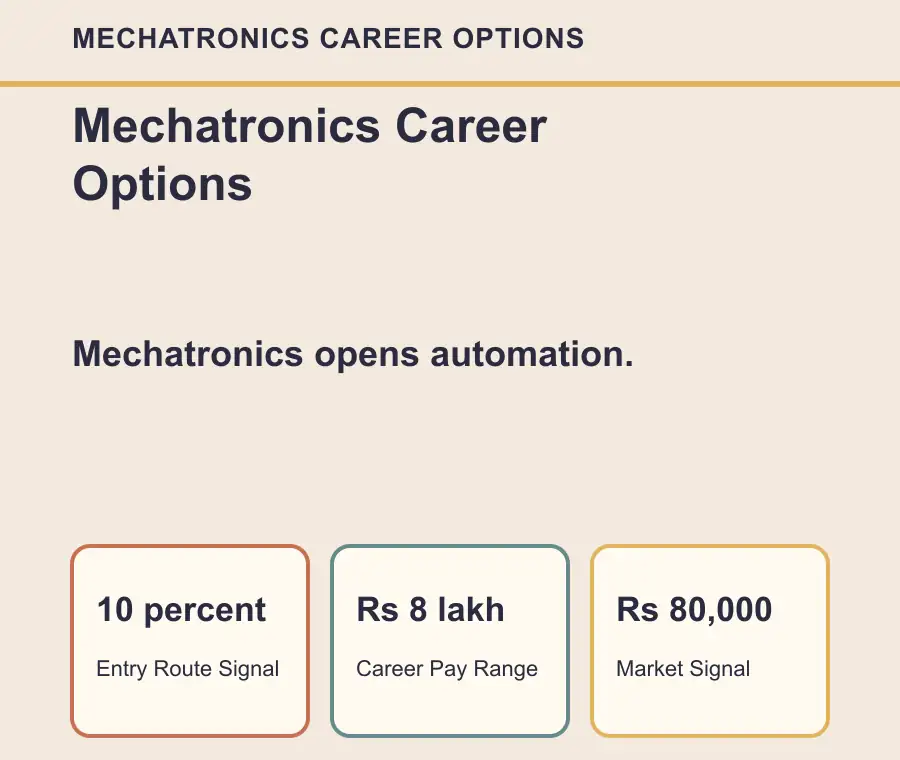 MECHATRONICS CAREER OPTIONS
Mechatronics Career
Options
Mechatronics opens automation.
10 percent
Entry Route Signal
Rs 8 lakh
Career Pay Range
Rs 80,000
Market Signal